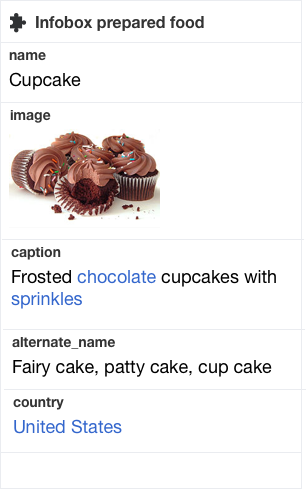 Infobox prepared food
name
Cupcake
image
caption
Frosted chocolate cupcakes with
sprinkles
alternate_name
Fairy cake, patty cake, cup cake
country
United States